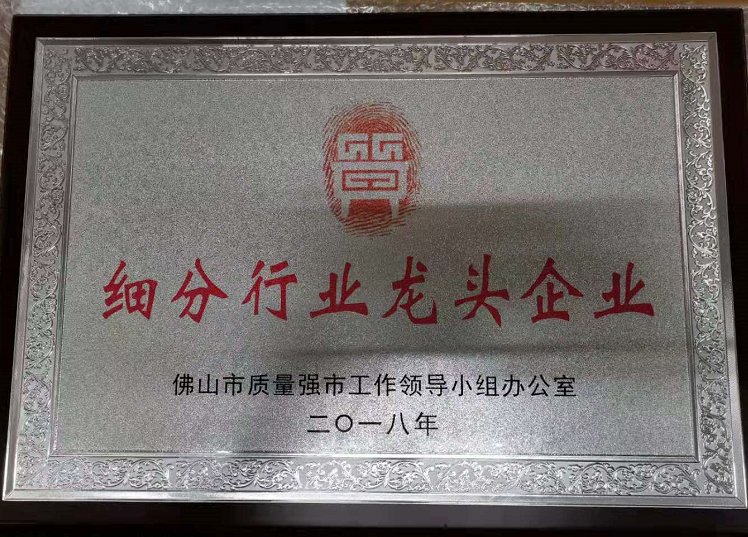 質
细分行业龙头企业
佛山市质量强市工作领导小组办公室
二〇一八年